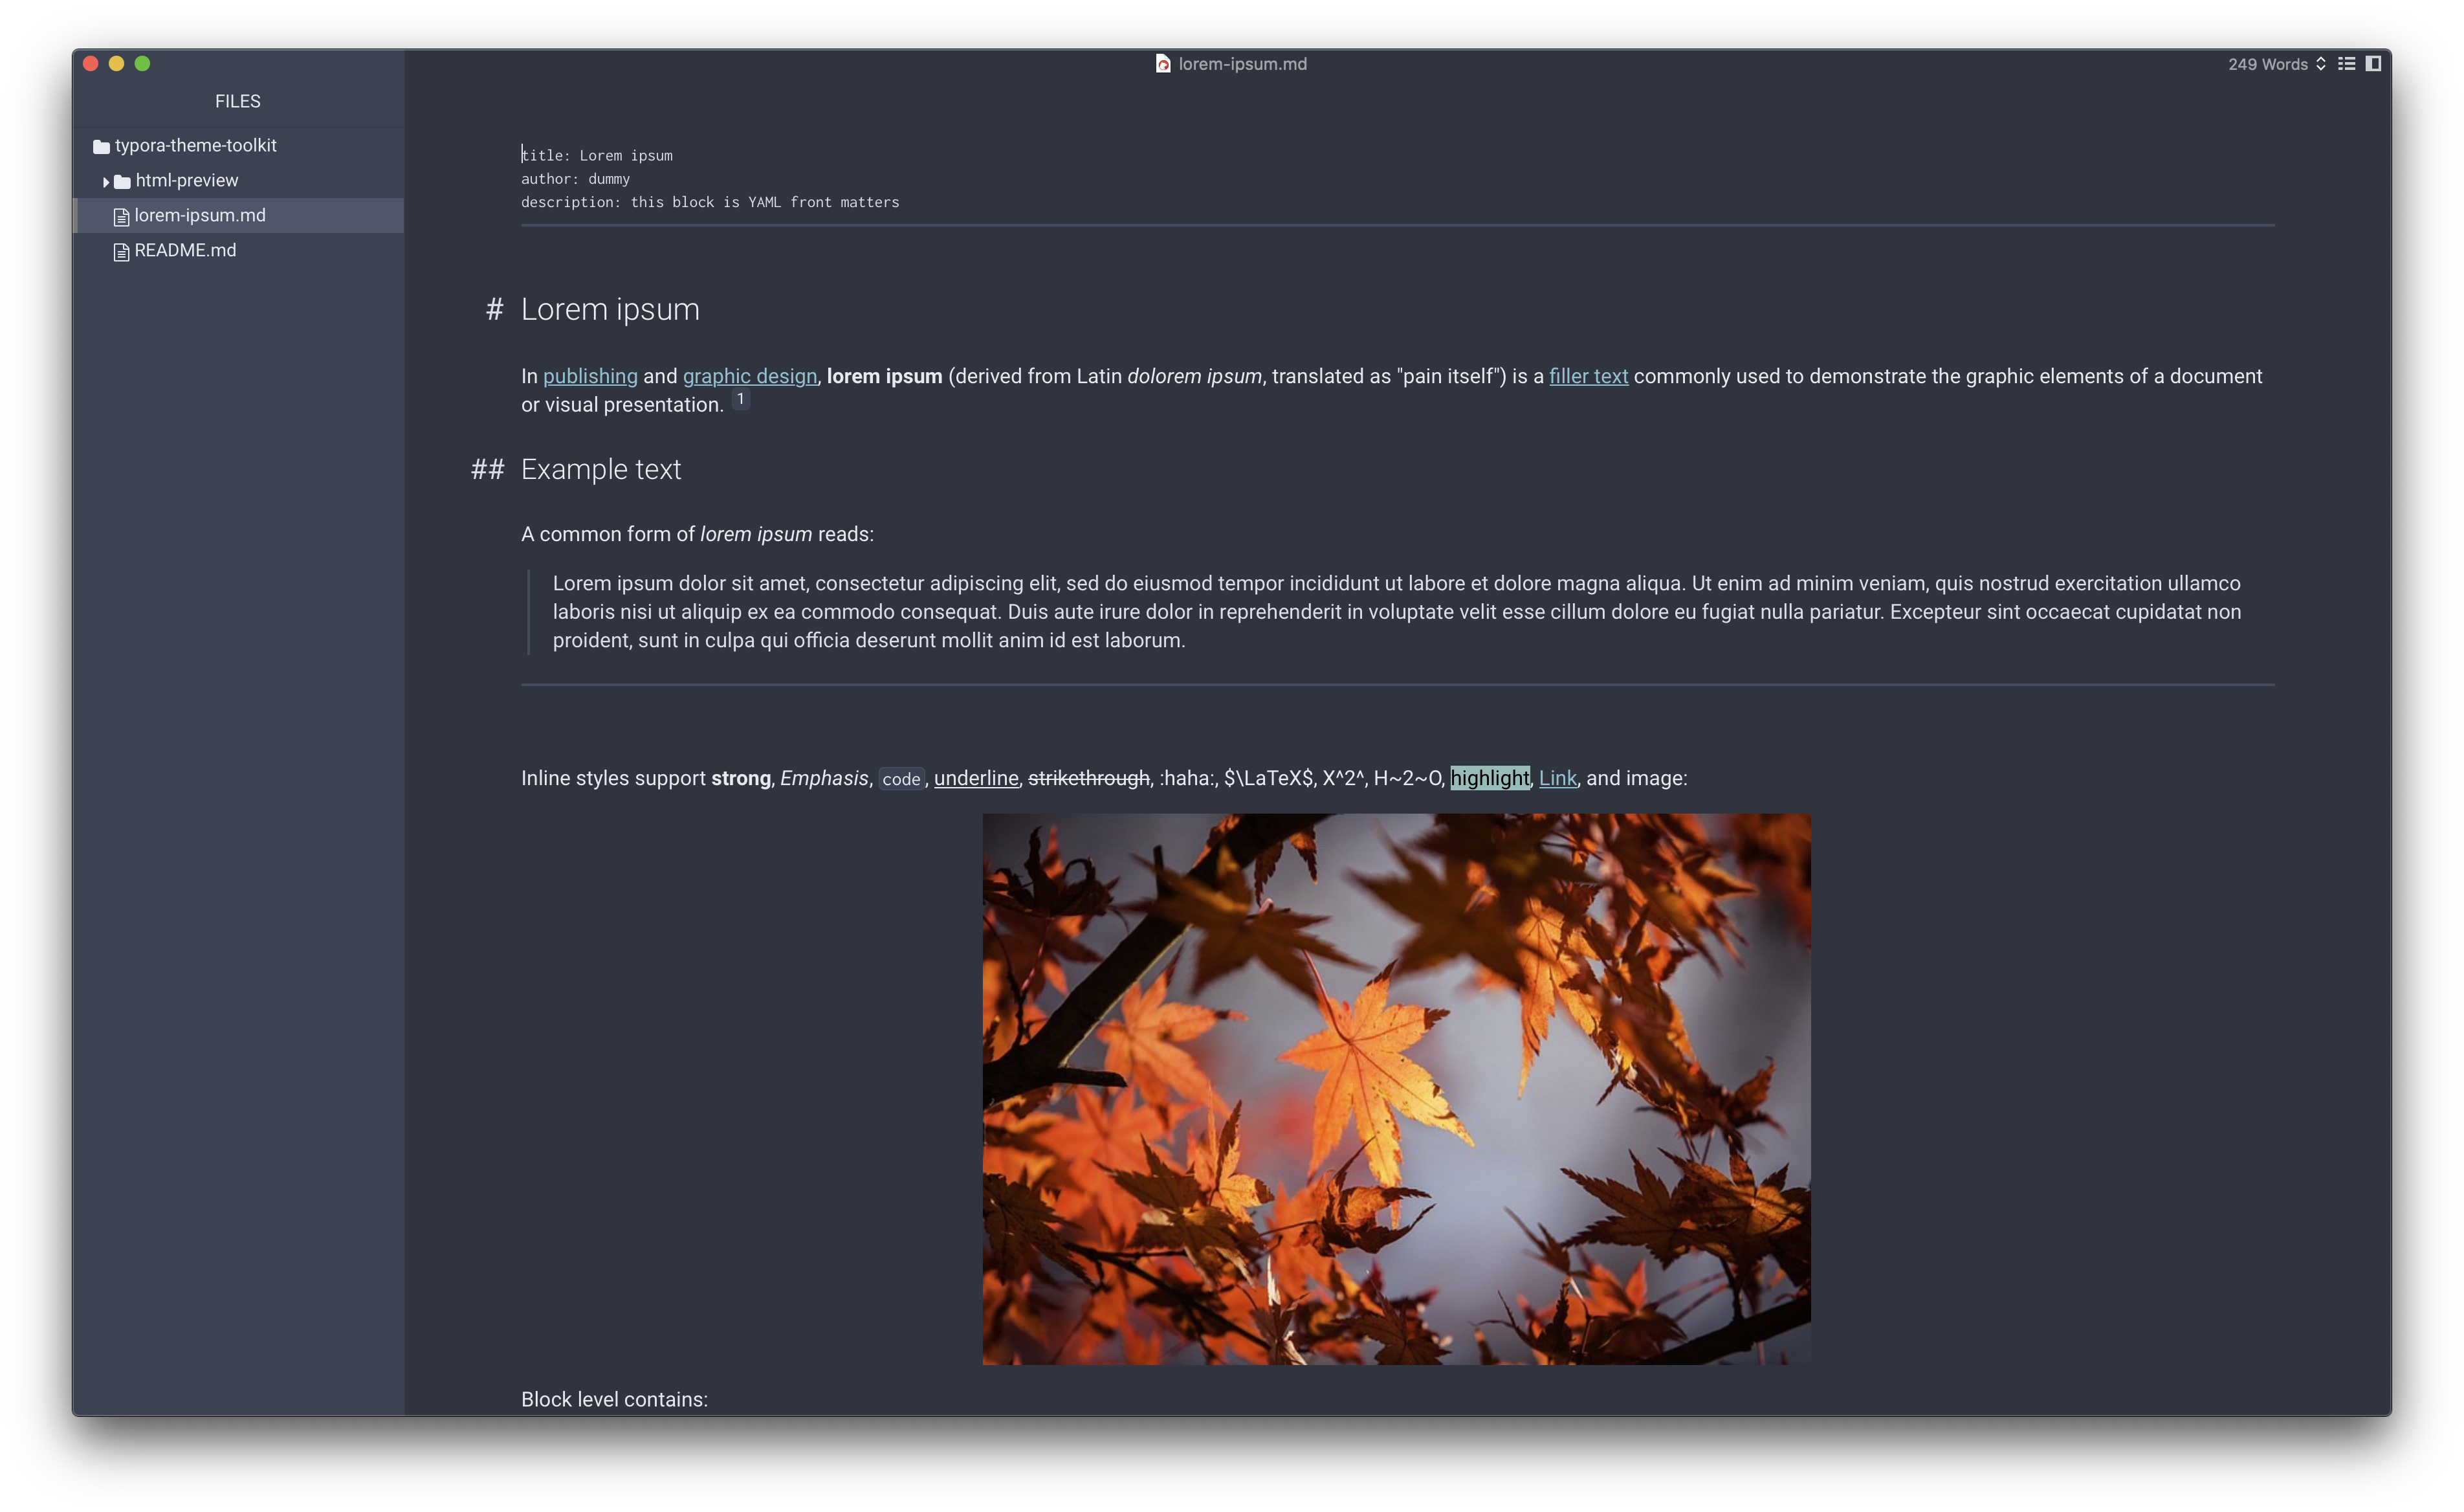 lorem-ipsum.md
249 Words
FILES
typora-theme-toolkit
html-preview
lorem-ipsum.md
README.md
title: Lorem ipsum
author: dummy
description: this block is YAML front matters
# Lorem ipsum
In publishing and graphic design, lorem ipsum (derived from Latin dolorem ipsum, translated as "pain itself") is a filler text commonly used to demonstrate the graphic elements of a document
or visual presentation. 1
## Example text
A common form of lorem ipsum reads:
Lorem ipsum dolor sit amet, consectetur adipiscing elit, sed do eiusmod tempor incididunt ut labore et dolore magna aliqua. Ut enim ad minim veniam, quis nostrud exercitation ullamco
laboris nisi ut aliquip ex ea commodo consequat. Duis aute irure dolor in reprehenderit in voluptate velit esse cillum dolore eu fugiat nulla pariatur. Excepteur sint occaecat cupidatat non
proident, sunt in culpa qui officia deserunt mollit anim id est laborum.
Inline styles support strong, Emphasis, code, underline, strikethrough, :haha:, $\LaTeX$, X^2^, H~2~O, highlight, Link, and image:
Block level contains: